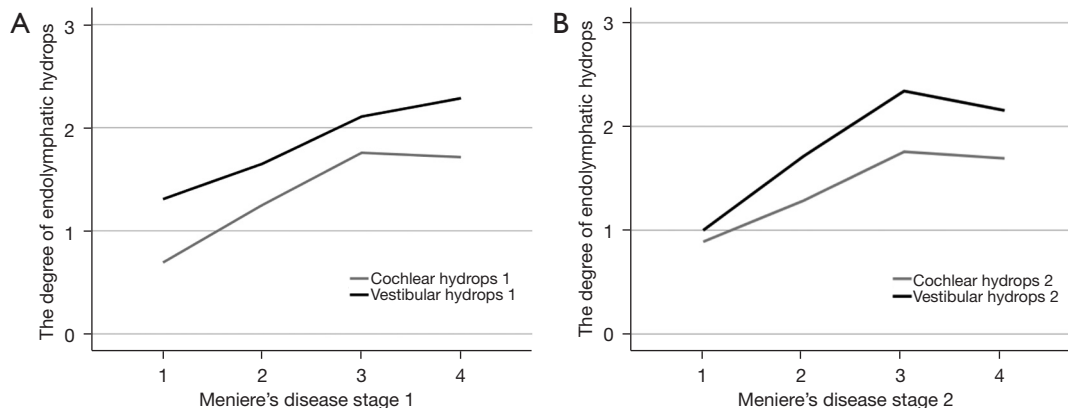 A
The degree of endolymphatic hydrops
3
2
1
0
Cochlear hydrops 1
Vestibular hydrops 1
1 2 3 4
Meniere’s disease stage 1
B
The degree of endolymphatic hydrops
3
2
1
0
Cochlear hydrops 2
Vestibular hydrops 2
1 2 3 4
Meniere’s disease stage 2